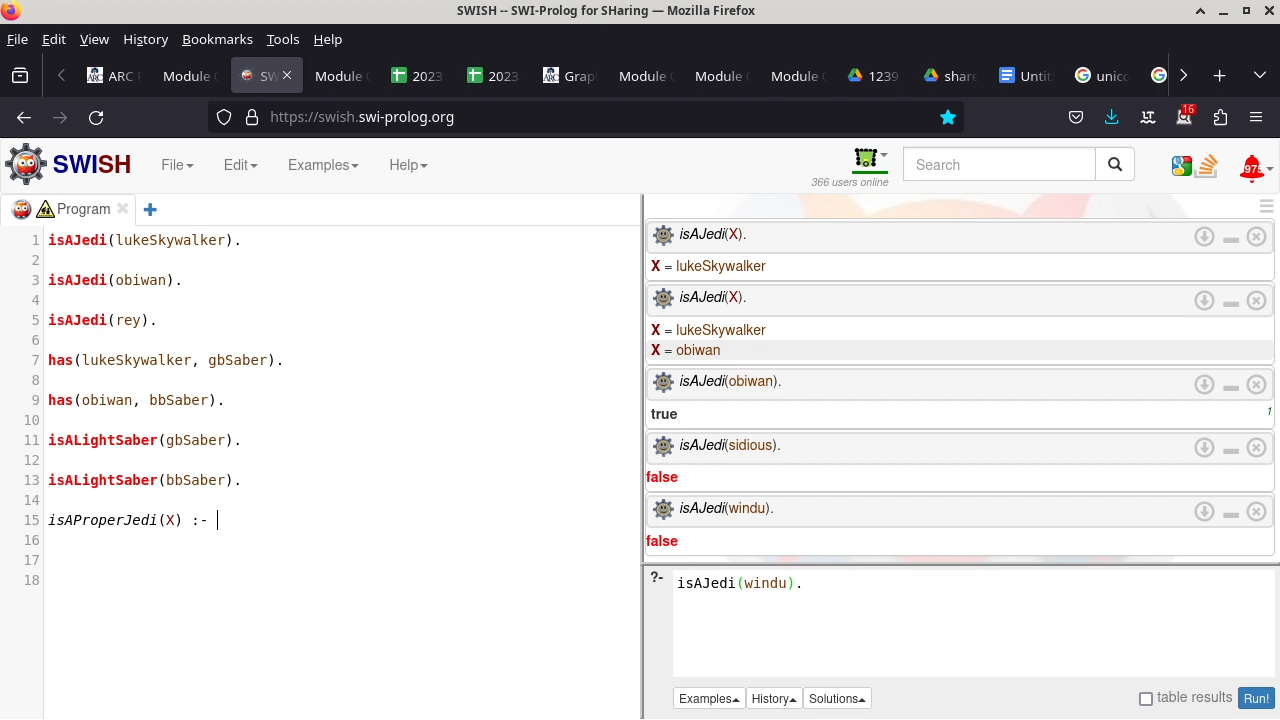 SWISH -- SWI-Prolog for SHaring — Mozilla Firefox
File Edit View History Bookmarks Tools Help
ARC Module SW Module 2023 2023 Grap Module Module Module 1239 share Untit unic
https://swish.swi-prolog.org
16
SWISH File Edit Examples Help
366 users online
Search
975
Program
1 isAJedi(lukeSkywalker).
2
3 isAJedi(obiwan).
4
5 isAJedi(rey).
6
7 has(lukeSkywalker, gbSaber).
8
9 has(obiwan, bbSaber).
10
11 isALightSaber(gbSaber).
12
13 isALightSaber(bbSaber).
14
15 isAProperJedi(X) :-
16
17
18
isAJedi(X).
X = lukeSkywalker
isAJedi(X).
X = lukeSkywalker
X = obiwan
isAJedi(obiwan).
true
1
isAJedi(sidious).
false
isAJedi(windu).
false
?- isAJedi(windu).
Examples History Solutions
table results Run!